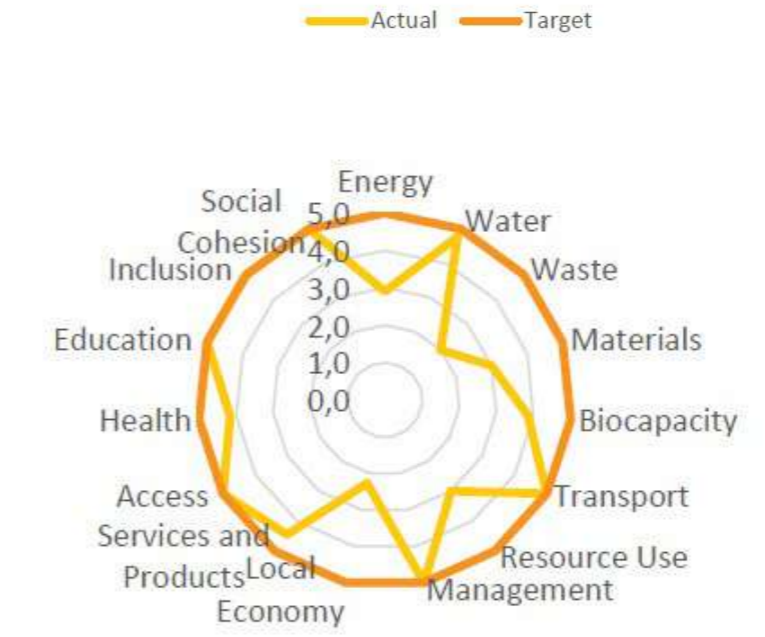 Actual Target
Energy
Social
5,0
Water
Cohesion
4,0
Inclusion
Waste
3,0
Education
2,0
Materials
1,0
0,0
Health
Biocapacity
Access
Transport
Services and
Resource Use
Products
Local
Management
Economy